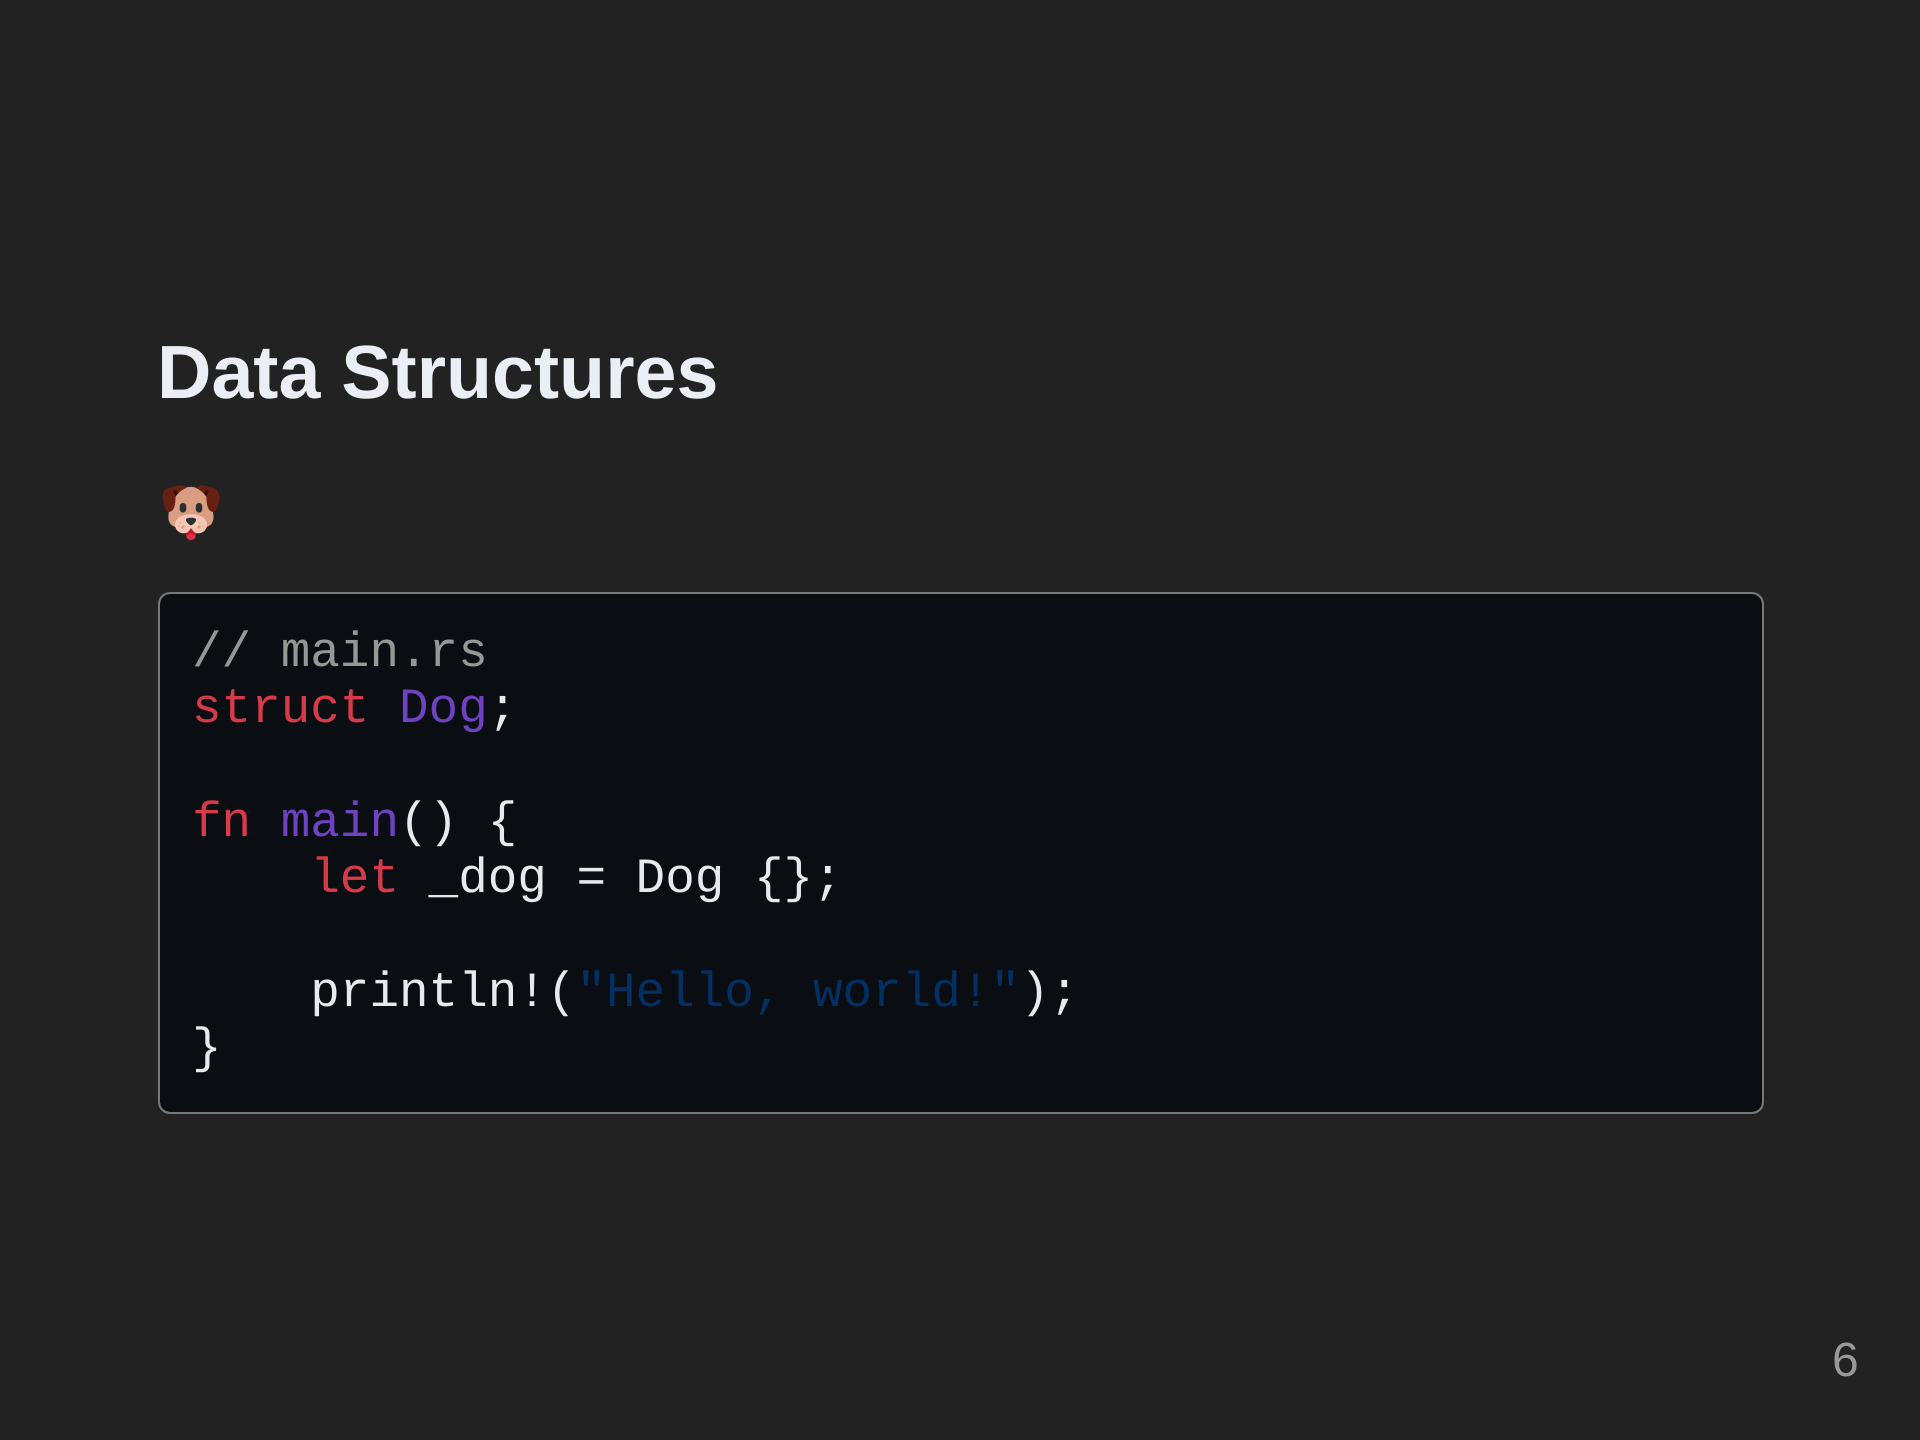 Data Structures
// main.rs
struct Dog;
fn main() {
    let _dog = Dog {};
    println!("Hello, world!");
}
6